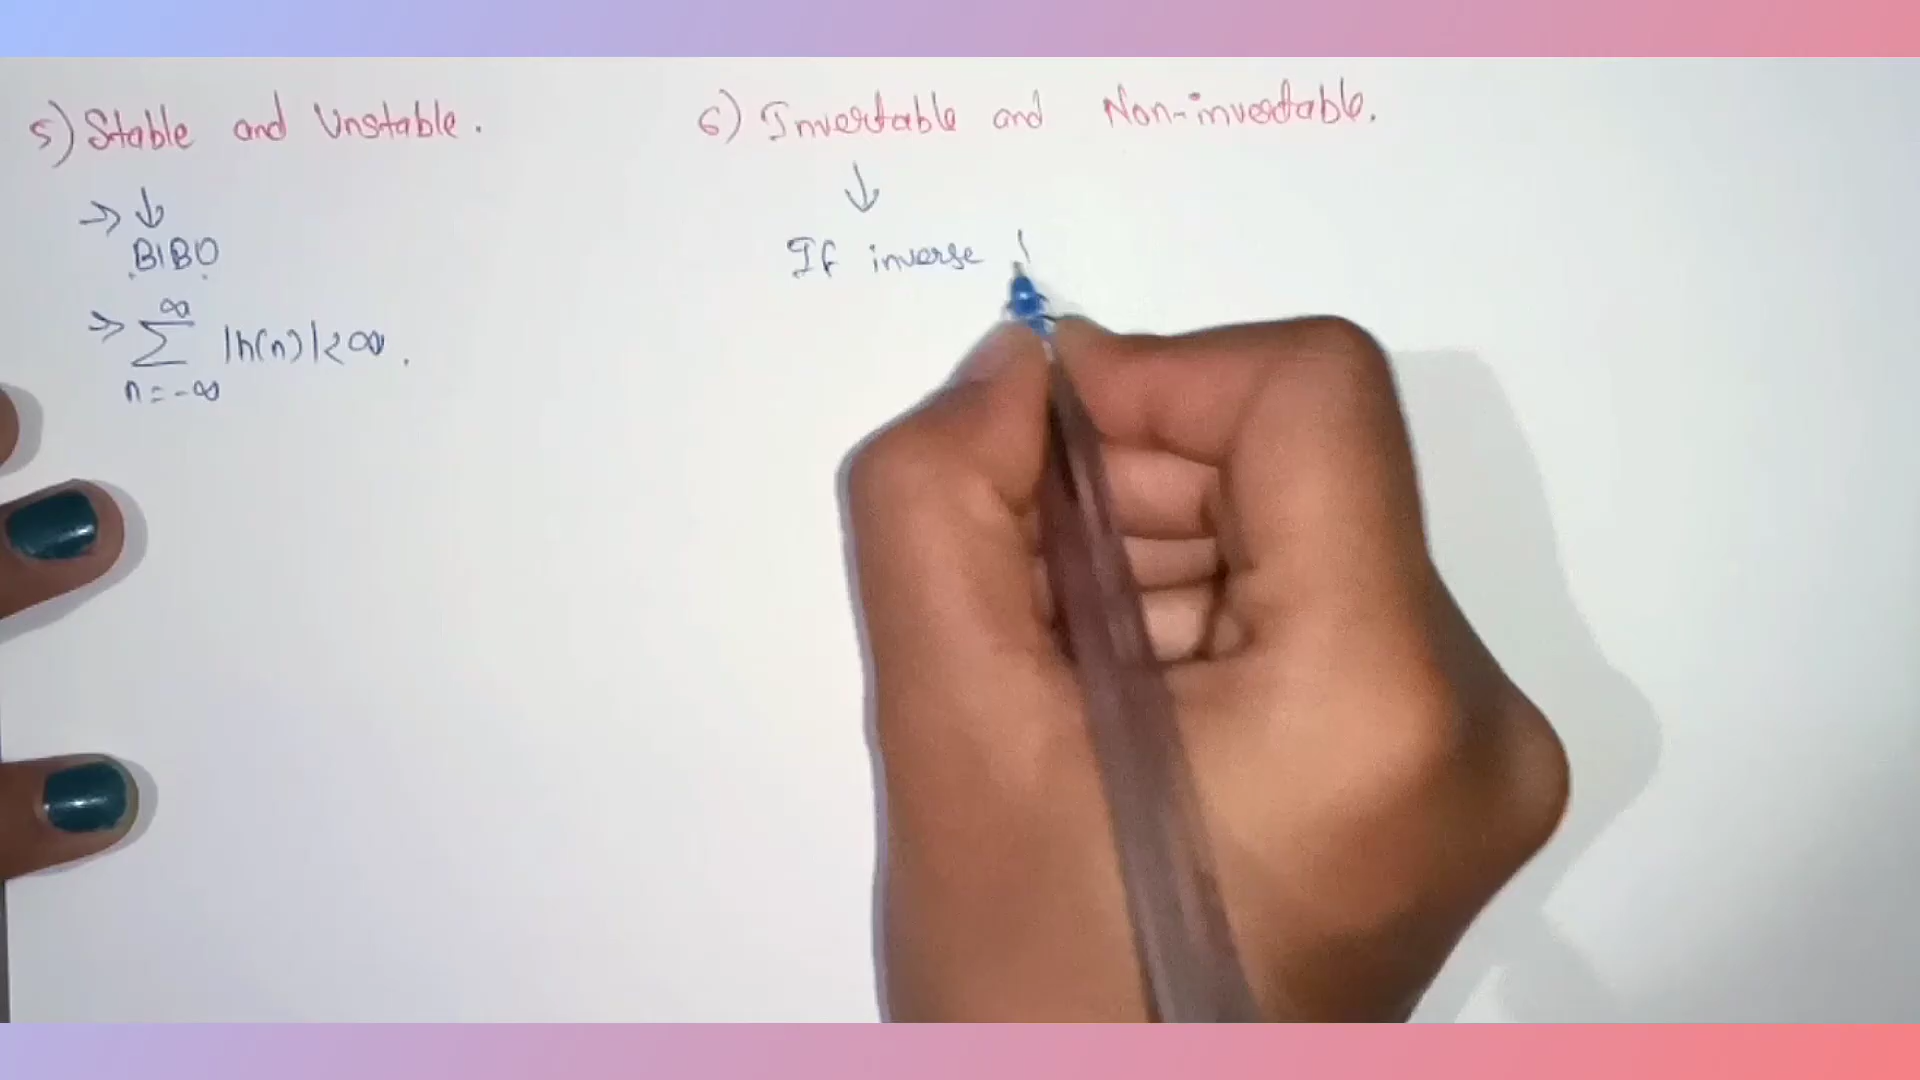 5) Stable and Unstable.
→ ↓
BIBO
→ ∞
∑ |h(n)|<∞.
n=-∞
6) Invertable and Non-invertable.
↓
If inverse